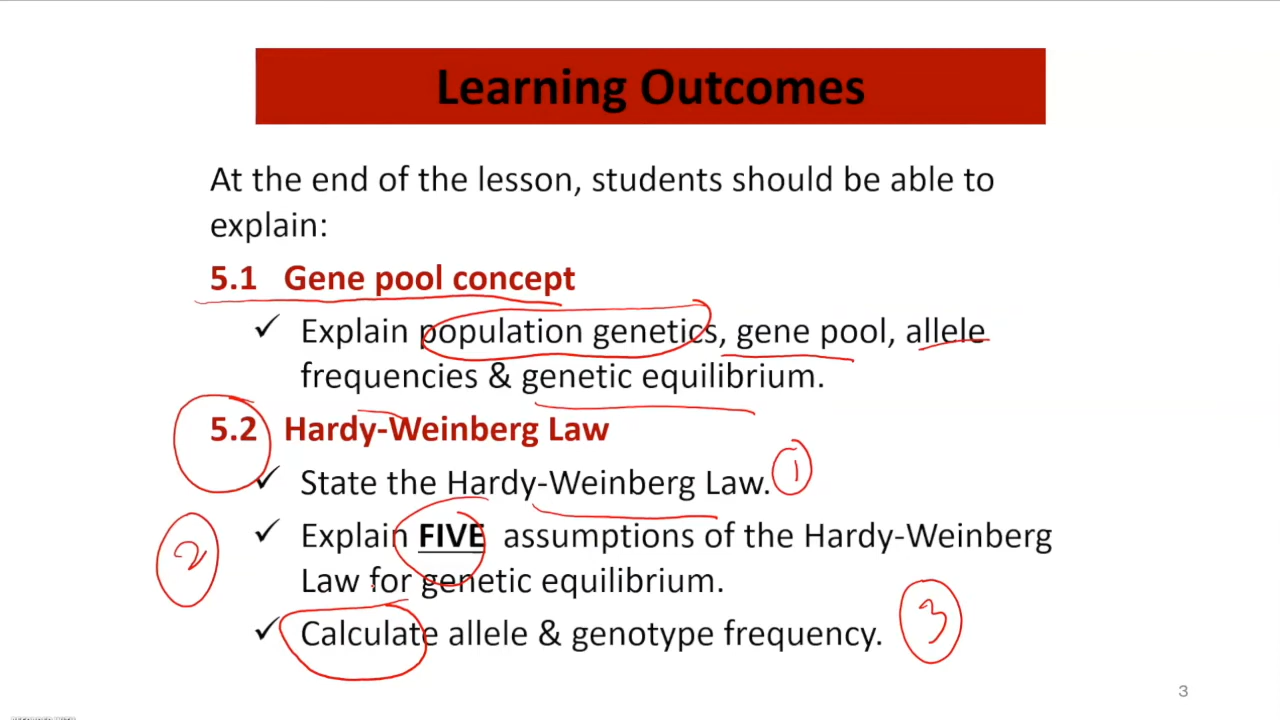 Learning Outcomes
At the end of the lesson, students should be able to
explain:
5.1 Gene pool concept
✓ Explain population genetics, gene pool, allele
frequencies & genetic equilibrium.
5.2 Hardy-Weinberg Law
✓ State the Hardy-Weinberg Law. 1
2 ✓ Explain FIVE assumptions of the Hardy-Weinberg
Law for genetic equilibrium.
✓ Calculate allele & genotype frequency. 3
3